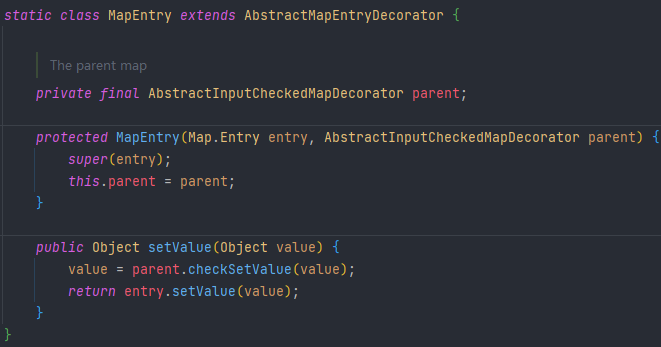 static class MapEntry extends AbstractMapEntryDecorator {
The parent map
private final AbstractInputCheckedMapDecorator parent;
protected MapEntry(Map.Entry entry, AbstractInputCheckedMapDecorator parent) {
super(entry);
this.parent = parent;
}
public Object setValue(Object value) {
value = parent.checkSetValue(value);
return entry.setValue(value);
}
}